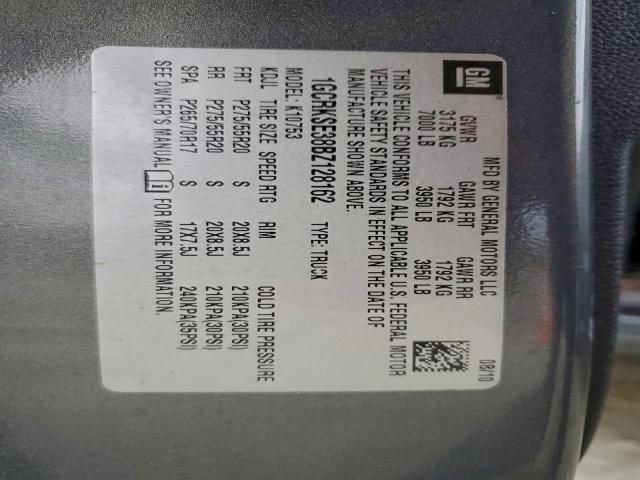 GM
MFD BY GENERAL MOTORS LLC 08/10
GVWR GAWR FRT GAWR RR
3175 KG 1792 KG 1792 KG
7000 LB 3950 LB 3950 LB
THIS VEHICLE CONFORMS TO ALL APPLICABLE U.S. FEDERAL MOTOR
VEHICLE SAFETY STANDARDS IN EFFECT ON THE DATE OF
MANUFACTURE SHOWN ABOVE.
1GCRKSE38BZ128162 TYPE: TRUCK
MODEL: K10753
KDJL TIRE SIZE SPEED RTG RIM COLD TIRE PRESSURE
FRT P275/55R20 S 20X8.5J 210KPA(30PSI)
RR P275/55R20 S 20X8.5J 210KPA(30PSI)
SPA P265/70R17 S 17X7.5J 240KPA(35PSI)
SEE OWNER'S MANUAL FOR MORE INFORMATION.